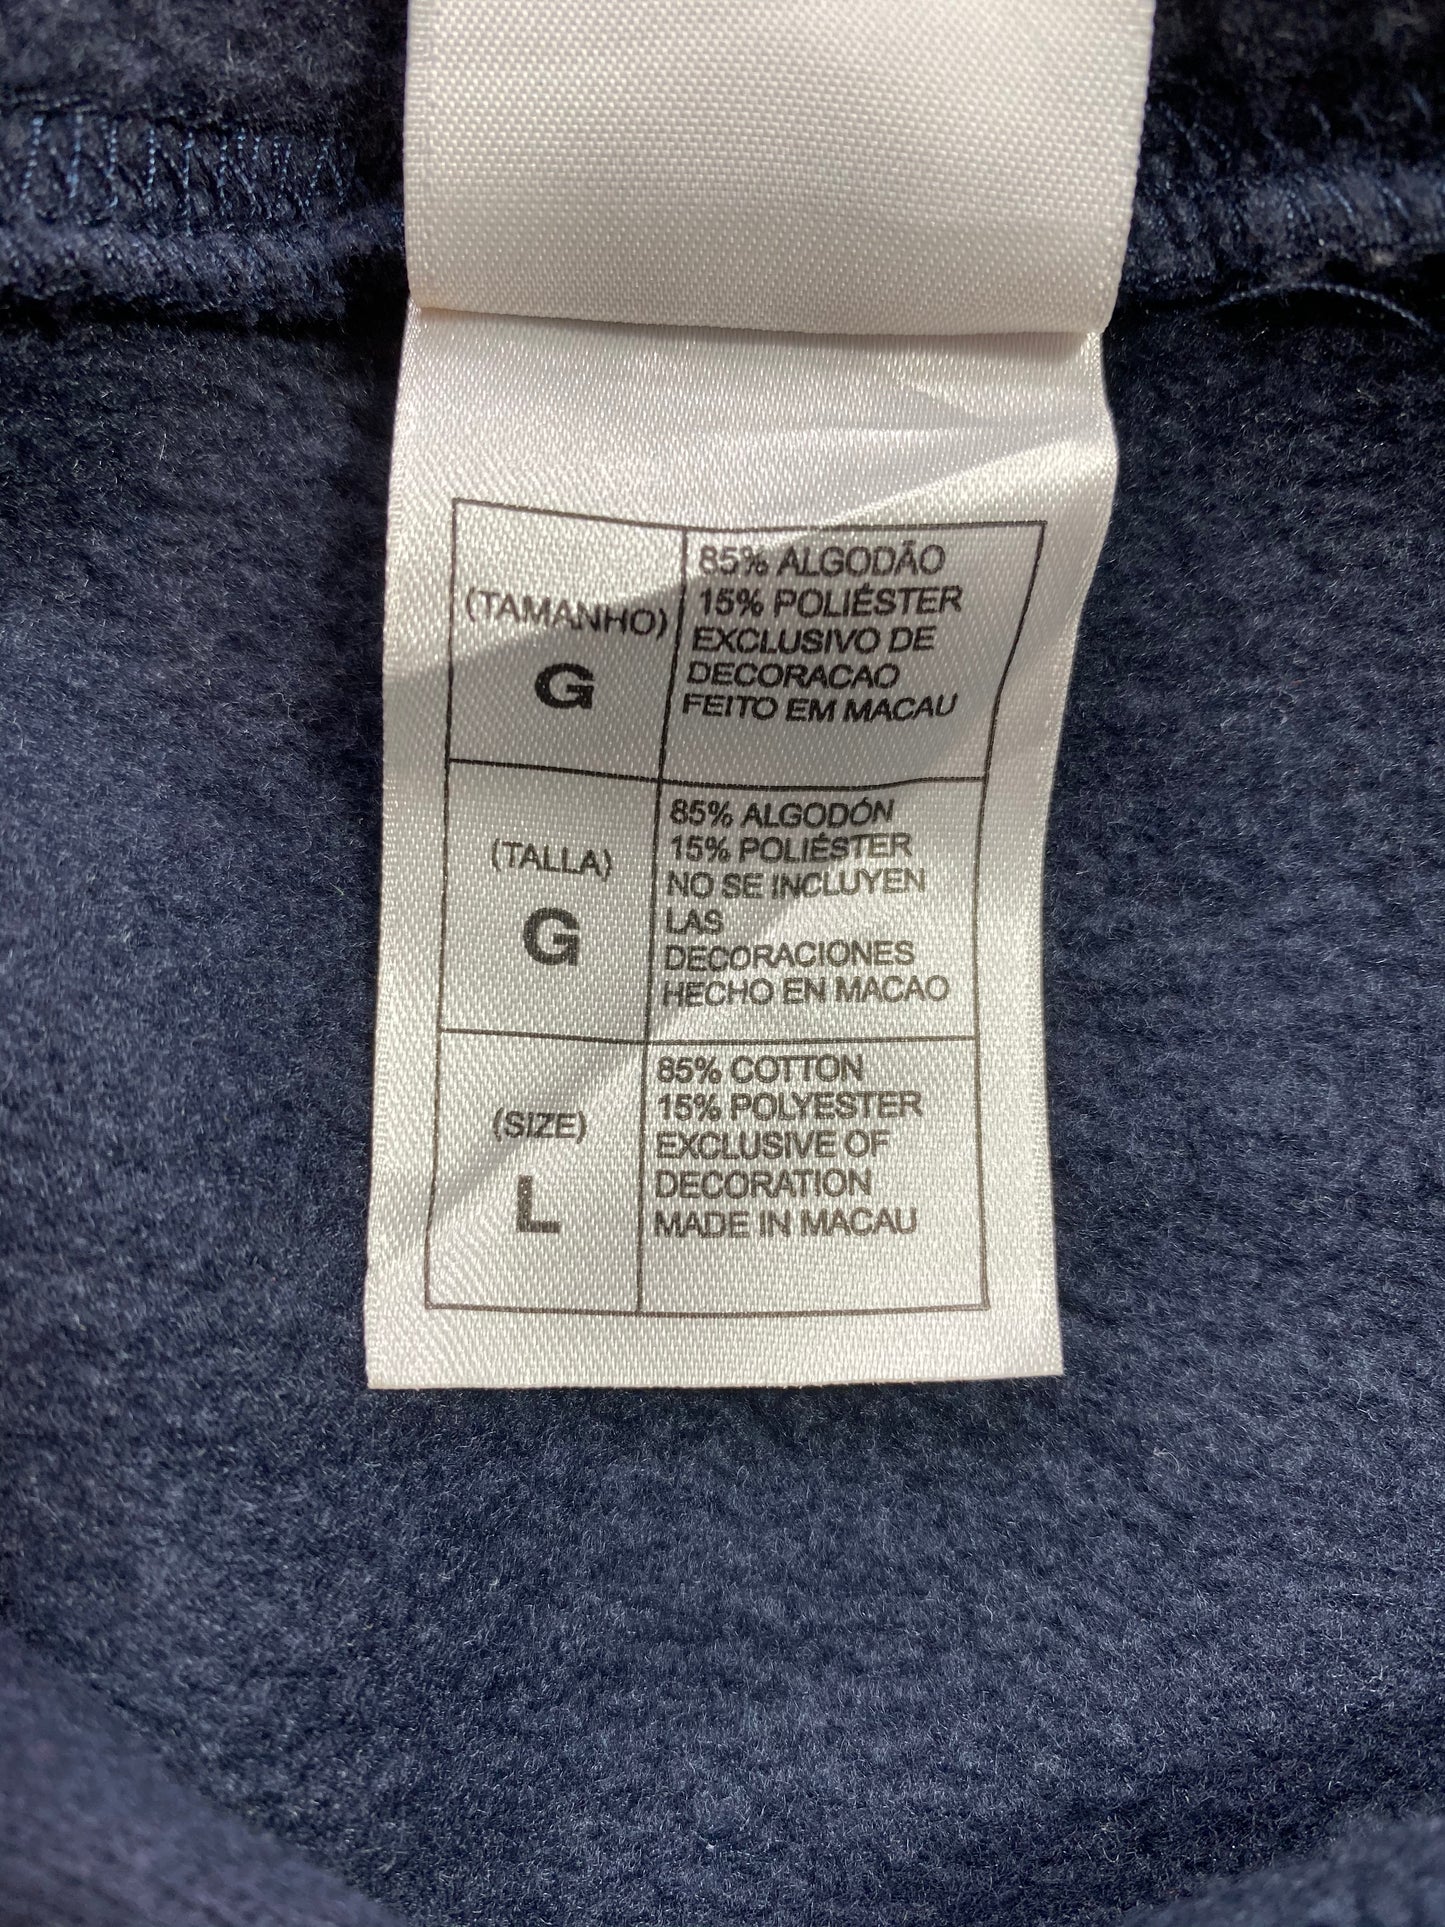 (TAMANHO)
G
85% ALGODÃO
15% POLIÉSTER
EXCLUSIVO DE
DECORACAO
FEITO EM MACAU
(TALLA)
G
85% ALGODÓN
15% POLIÉSTER
NO SE INCLUYEN
LAS
DECORACIONES
HECHO EN MACAO
(SIZE)
L
85% COTTON
15% POLYESTER
EXCLUSIVE OF
DECORATION
MADE IN MACAU